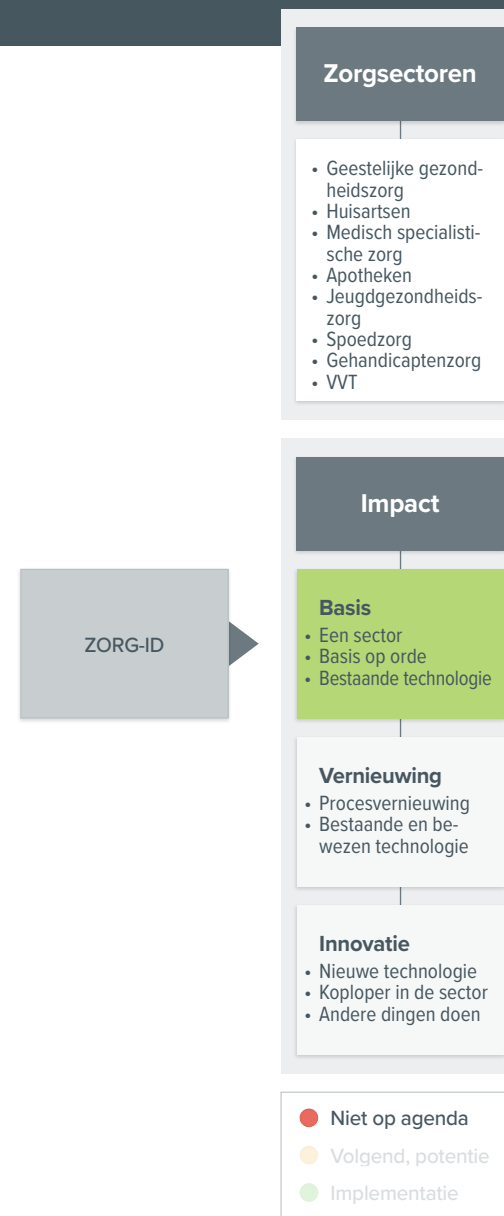 Zorgsectoren
• Geestelijke gezond-
heidszorg
• Huisartsen
• Medisch specialisti-
sche zorg
• Apotheken
• Jeugdgezondheids-
zorg
• Spoedzorg
• Gehandicaptenzorg
• VVT
Impact
ZORG-ID
Basis
• Een sector
• Basis op orde
• Bestaande technologie
Vernieuwing
• Procesvernieuwing
• Bestaande en be-
wezen technologie
Innovatie
• Nieuwe technologie
• Koploper in de sector
• Andere dingen doen
Niet op agenda
Volgend, potentie
Implementatie